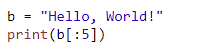 b = "Hello, World!"
print(b[:5])